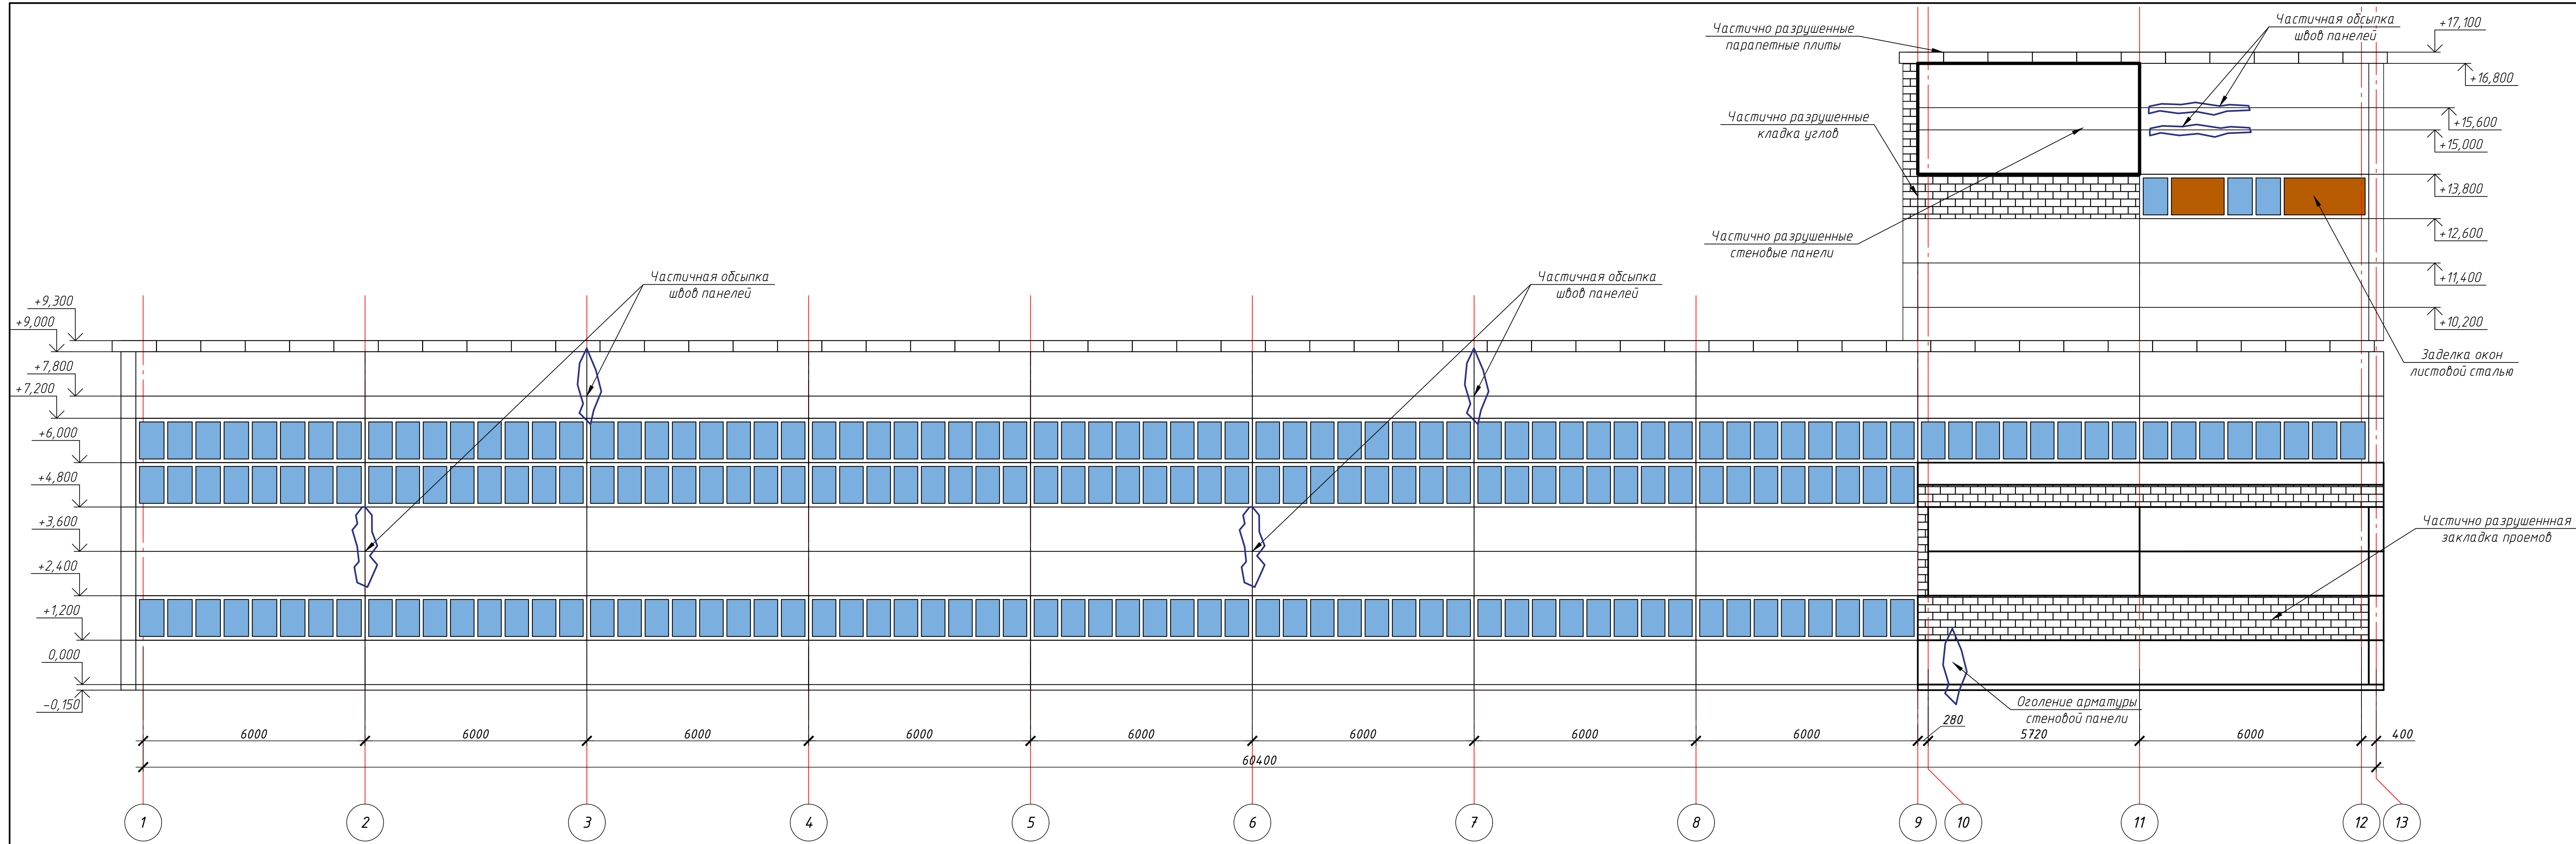 Частично разрушенные
парапетные плиты
Частичная обсыпка
швов панелей
+17,100
+16,800
Частично разрушенные
кладка углов
+15,600
+15,000
+13,800
Частично разрушенные
стеновые панели
+12,600
+11,400
+10,200
Заделка окон
листовой сталью
Частичная обсыпка
швов панелей
Частичная обсыпка
швов панелей
+9,300
+9,000
+7,800
+7,200
+6,000
+4,800
+3,600
+2,400
+1,200
0,000
-0,150
Частично разрушеннная
закладка проемов
Оголение арматуры
стеновой панели
6000 6000 6000 6000 6000 6000 6000 6000 280 5720 6000 400
60400
1 2 3 4 5 6 7 8 9 10 11 12 13